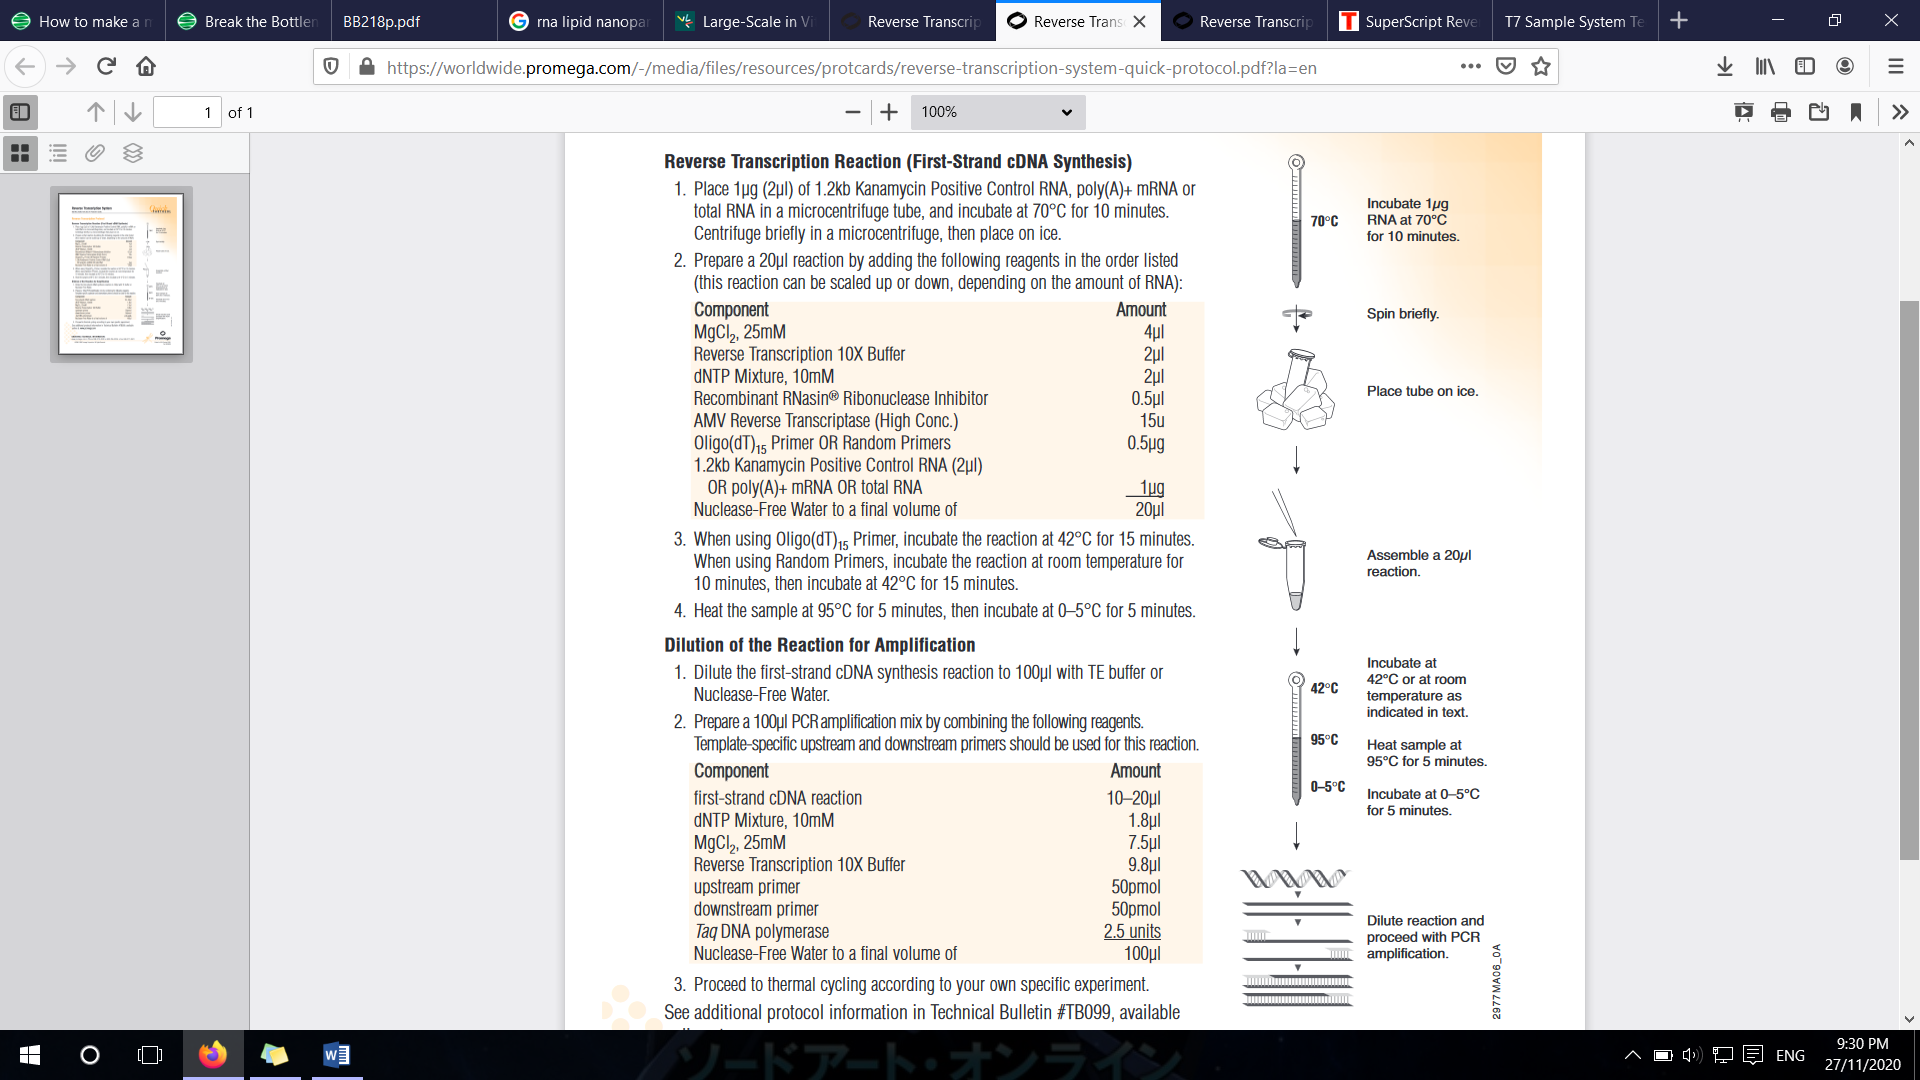 How to make a m
Break the Bottlen
BB218p.pdf
rna lipid nanopar
Large-Scale in Vi
Reverse Transcrip
Reverse Trans
Reverse Transcrip
SuperScript Reve
T7 Sample System Te
https://worldwide.promega.com/-/media/files/resources/protcards/reverse-transcription-system-quick-protocol.pdf?la=en
1 of 1
100%
Reverse Transcription Reaction (First-Strand cDNA Synthesis)
1. Place 1µg (2µl) of 1.2kb Kanamycin Positive Control RNA, poly(A)+ mRNA or
total RNA in a microcentrifuge tube, and incubate at 70°C for 10 minutes.
Centrifuge briefly in a microcentrifuge, then place on ice.
2. Prepare a 20µl reaction by adding the following reagents in the order listed
(this reaction can be scaled up or down, depending on the amount of RNA):
Component Amount
MgCl2, 25mM 4µl
Reverse Transcription 10X Buffer 2µl
dNTP Mixture, 10mM 2µl
Recombinant RNasin® Ribonuclease Inhibitor 0.5µl
AMV Reverse Transcriptase (High Conc.) 15u
Oligo(dT)15 Primer OR Random Primers 0.5µg
1.2kb Kanamycin Positive Control RNA (2µl)
OR poly(A)+ mRNA OR total RNA 1µg
Nuclease-Free Water to a final volume of 20µl
3. When using Oligo(dT)15 Primer, incubate the reaction at 42°C for 15 minutes.
When using Random Primers, incubate the reaction at room temperature for
10 minutes, then incubate at 42°C for 15 minutes.
4. Heat the sample at 95°C for 5 minutes, then incubate at 0–5°C for 5 minutes.
Dilution of the Reaction for Amplification
1. Dilute the first-strand cDNA synthesis reaction to 100µl with TE buffer or
Nuclease-Free Water.
2. Prepare a 100µl PCR amplification mix by combining the following reagents.
Template-specific upstream and downstream primers should be used for this reaction.
Component Amount
first-strand cDNA reaction 10–20µl
dNTP Mixture, 10mM 1.8µl
MgCl2, 25mM 7.5µl
Reverse Transcription 10X Buffer 9.8µl
upstream primer 50pmol
downstream primer 50pmol
Taq DNA polymerase 2.5 units
Nuclease-Free Water to a final volume of 100µl
3. Proceed to thermal cycling according to your own specific experiment.
See additional protocol information in Technical Bulletin #TB099, available
70°C
Incubate 1µg
RNA at 70°C
for 10 minutes.
Spin briefly.
Place tube on ice.
Assemble a 20µl
reaction.
42°C
Incubate at
42°C or at room
temperature as
indicated in text.
95°C
Heat sample at
95°C for 5 minutes.
0–5°C
Incubate at 0–5°C
for 5 minutes.
Dilute reaction and
proceed with PCR
amplification.
2977MA06_0A
ソードアート・オンライン
ENG
9:30 PM
27/11/2020